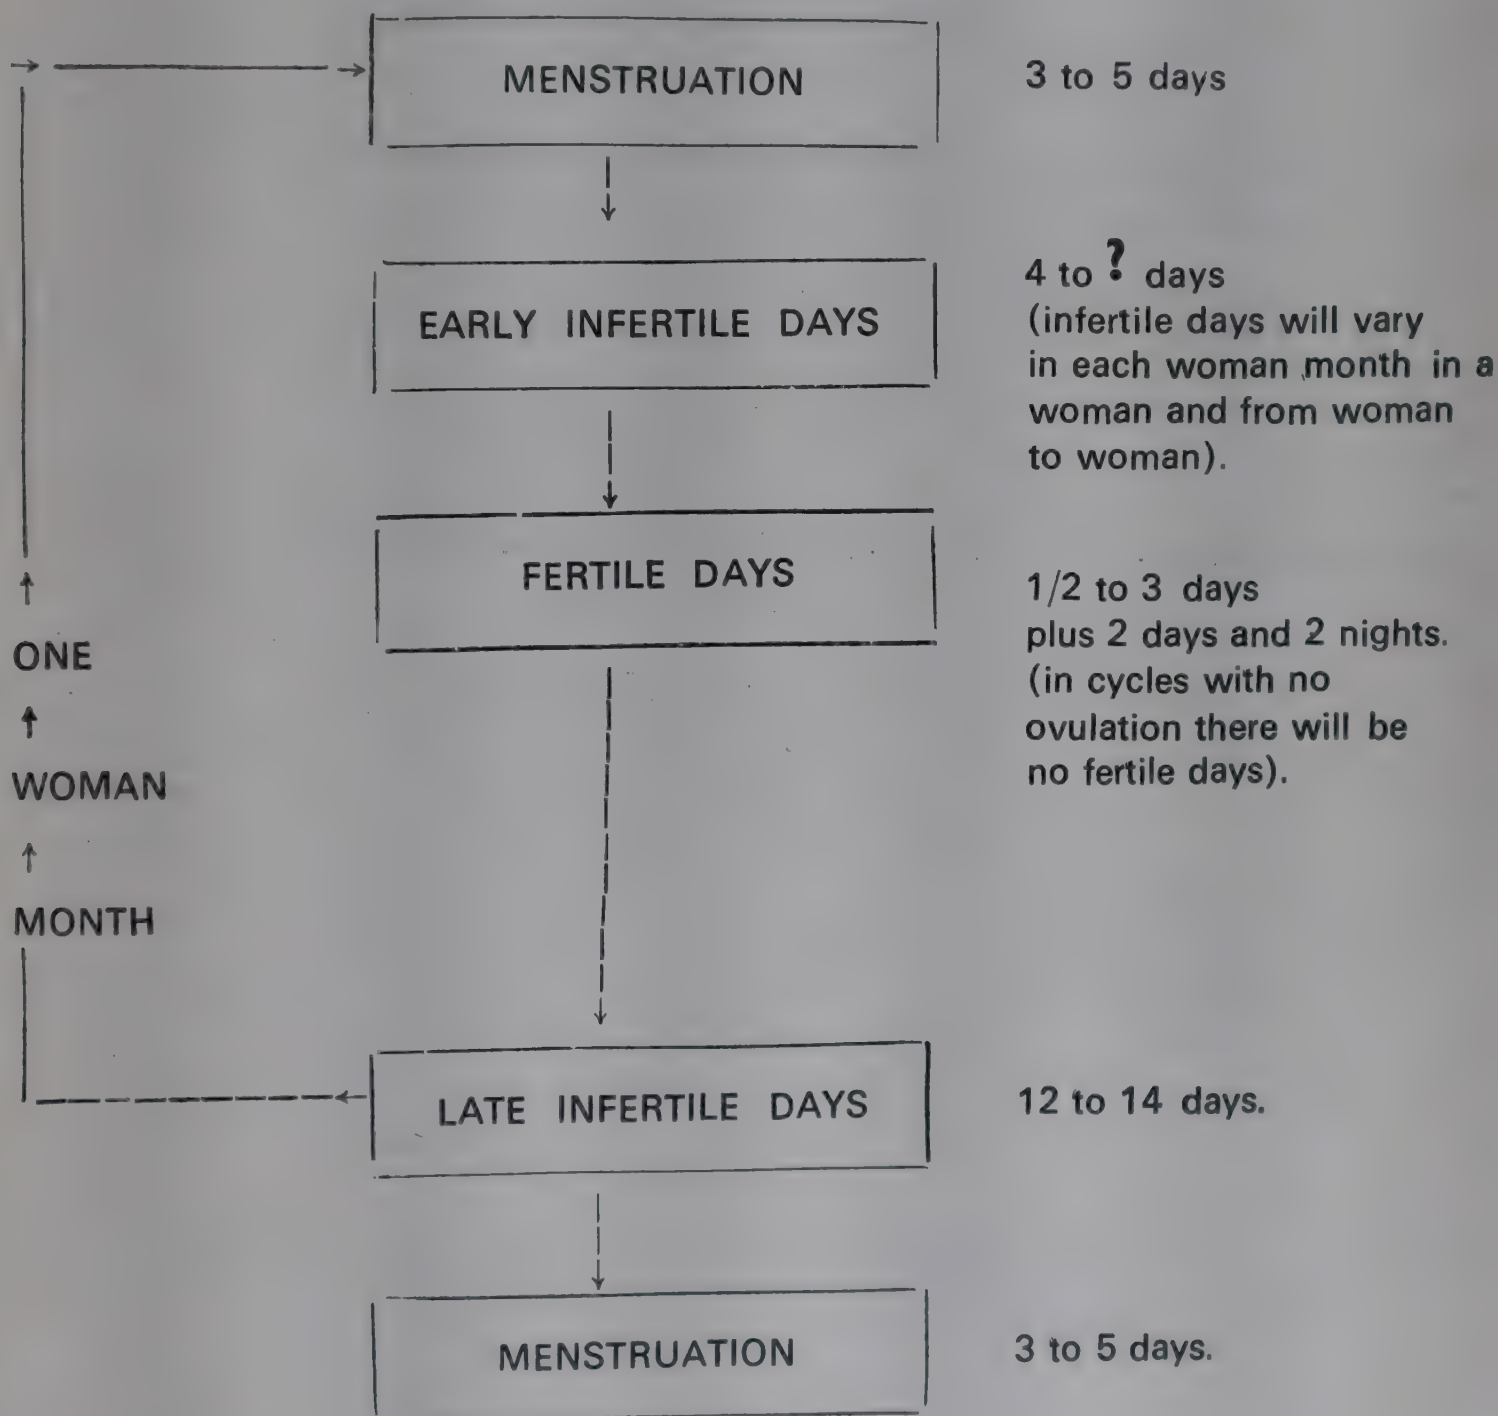 MENSTRUATION
3 to 5 days
EARLY INFERTILE DAYS
4 to ? days
(infertile days will vary
in each woman month in a
woman and from woman
to woman).
FERTILE DAYS
1/2 to 3 days
plus 2 days and 2 nights.
(in cycles with no
ovulation there will be
no fertile days).
ONE
WOMAN
MONTH
LATE INFERTILE DAYS
12 to 14 days.
MENSTRUATION
3 to 5 days.